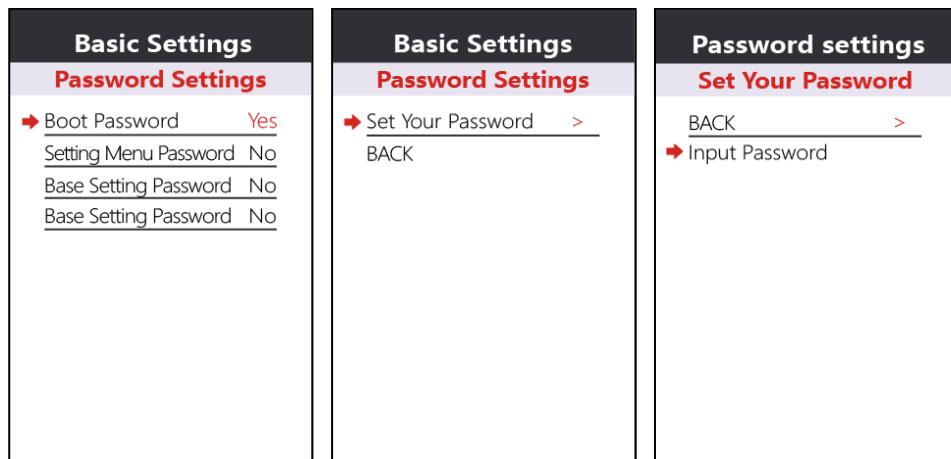 Basic Settings
Password Settings
Boot Password Yes
Setting Menu Password No
Base Setting Password No
Base Setting Password No
Basic Settings
Password Settings
Set Your Password >
BACK
Password settings
Set Your Password
BACK >
Input Password